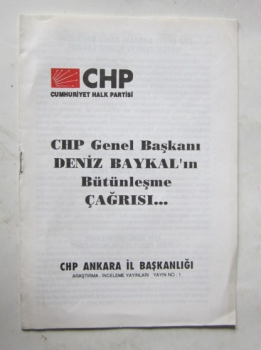 CHP
CUMHURİYET HALK PARTİSİ
CHP Genel Başkanı
DENİZ BAYKAL'ın
Bütünleşme
ÇAĞRISI...
CHP ANKARA İL BAŞKANLIĞI
ARAŞTIRMA - İNCELEME YAYINLARI YAYIN NO : 1